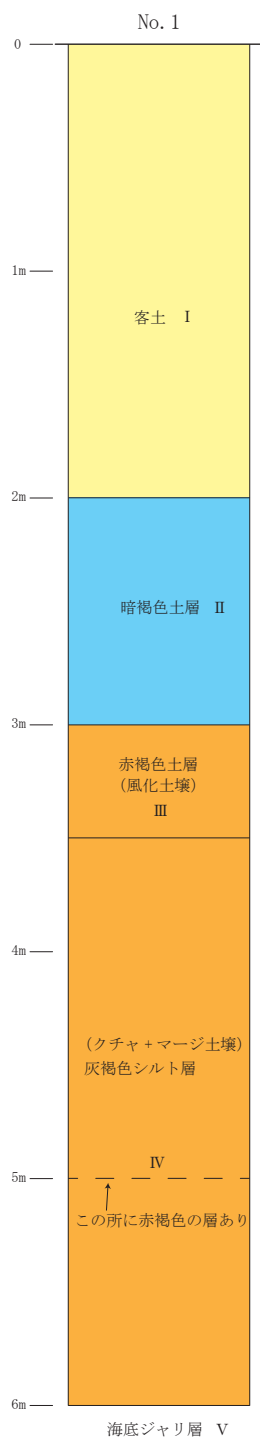 No. 1
0
1m
客土　Ⅰ
2m
暗褐色土層　Ⅱ
3m
赤褐色土層
(風化土壌)
Ⅲ
4m
(クチャ + マージ土壌)
灰褐色シルト層
Ⅳ
5m
この所に赤褐色の層あり
6m
海底ジャリ層　Ⅴ